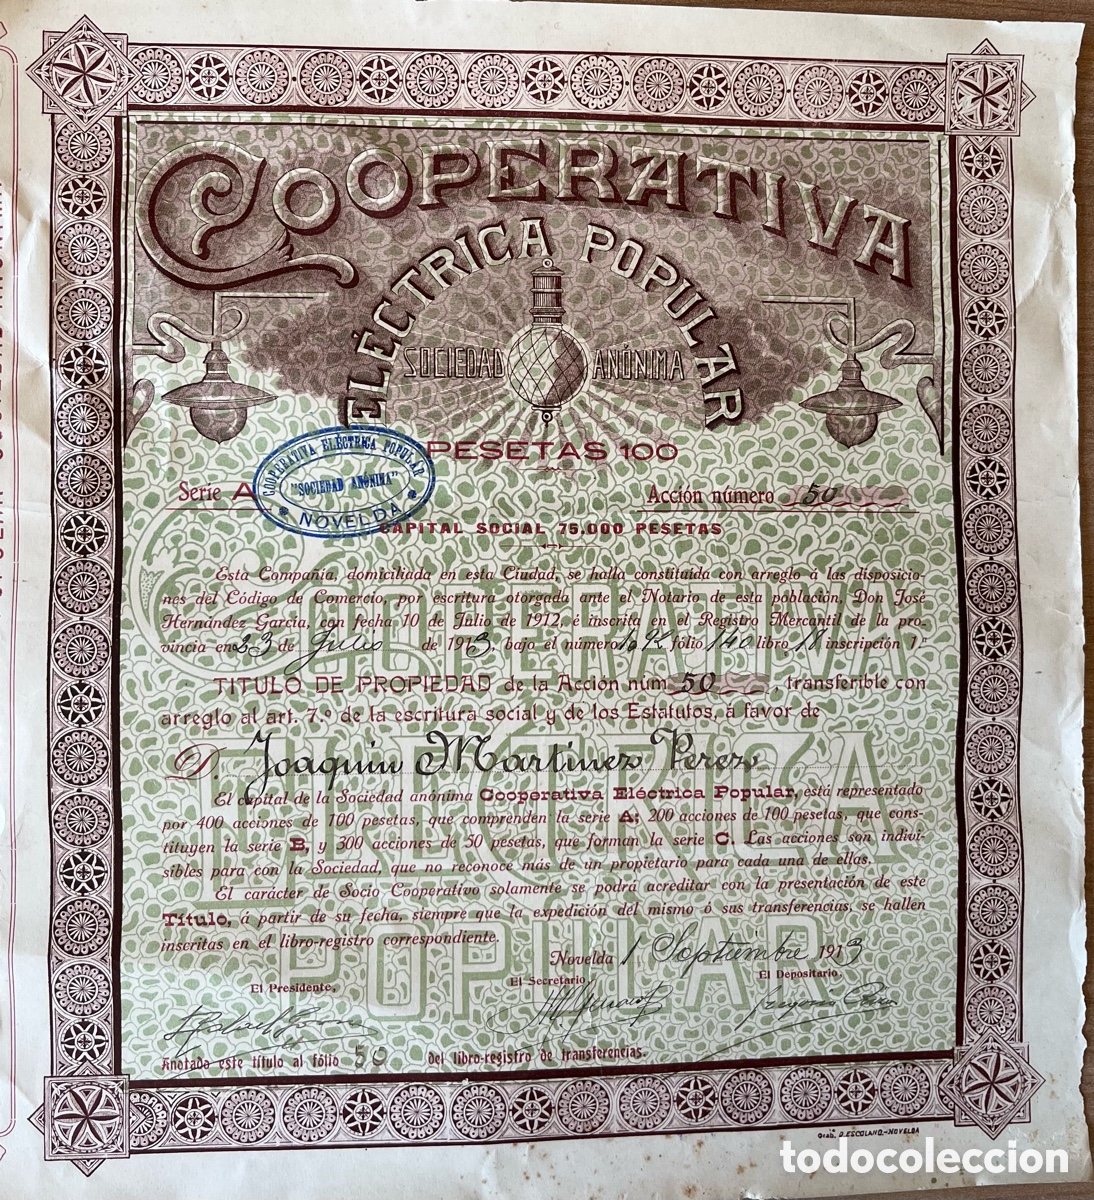 COOPERATIVA
ELÉCTRICA POPULAR
SOCIEDAD ANÓNIMA
PESETAS 100
COOPERATIVA ELÉCTRICA POPULAR
"SOCIEDAD ANÓNIMA"
NOVELDA
Serie A
Acción número 50
CAPITAL SOCIAL 75.000 PESETAS
Esta Compañía, domiciliada en esta Ciudad, se halla constituída con arreglo á las disposicio-
nes del Código de Comercio, por escritura otorgada ante el Notario de esta población, Don José
Hernández García, con fecha 10 de Julio de 1912, é inscrita en el Registro Mercantil de la pro-
vincia en 23 de Julio de 1913, bajo el número folio 140 libro 18 inscripción 1.ª
TITULO DE PROPIEDAD de la Acción núm 50, transferible con
arreglo al art. 7.º de la escritura social y de los Estatutos, á favor de
D. Joaquin Martinez Perez
El capital de la Sociedad anónima Cooperativa Eléctrica Popular, está representado
por 400 acciones de 100 pesetas, que comprenden la serie A; 200 acciones de 100 pesetas, que cons-
tituyen la serie B, y 300 acciones de 50 pesetas, que forman la serie C. Las acciones son indivi-
sibles para con la Sociedad, que no reconoce más de un propietario para cada una de ellas.
El carácter de Socio Cooperativo solamente se podrá acreditar con la presentación de este
Título, á partir de su fecha, siempre que la expedición del mismo ó sus transferencias, se hallen
inscritas en el libro-registro correspondiente.
Novelda 1 Septiembre 1913
El Presidente, El Secretario, El Depositario,
Anotado este título al fólio 50 del libro-registro de transferencias.
COOPERATIVA
ELÉCTRICA
POPULAR
Grab. D. ESCOLANO.-NOVELDA
todocoleccion